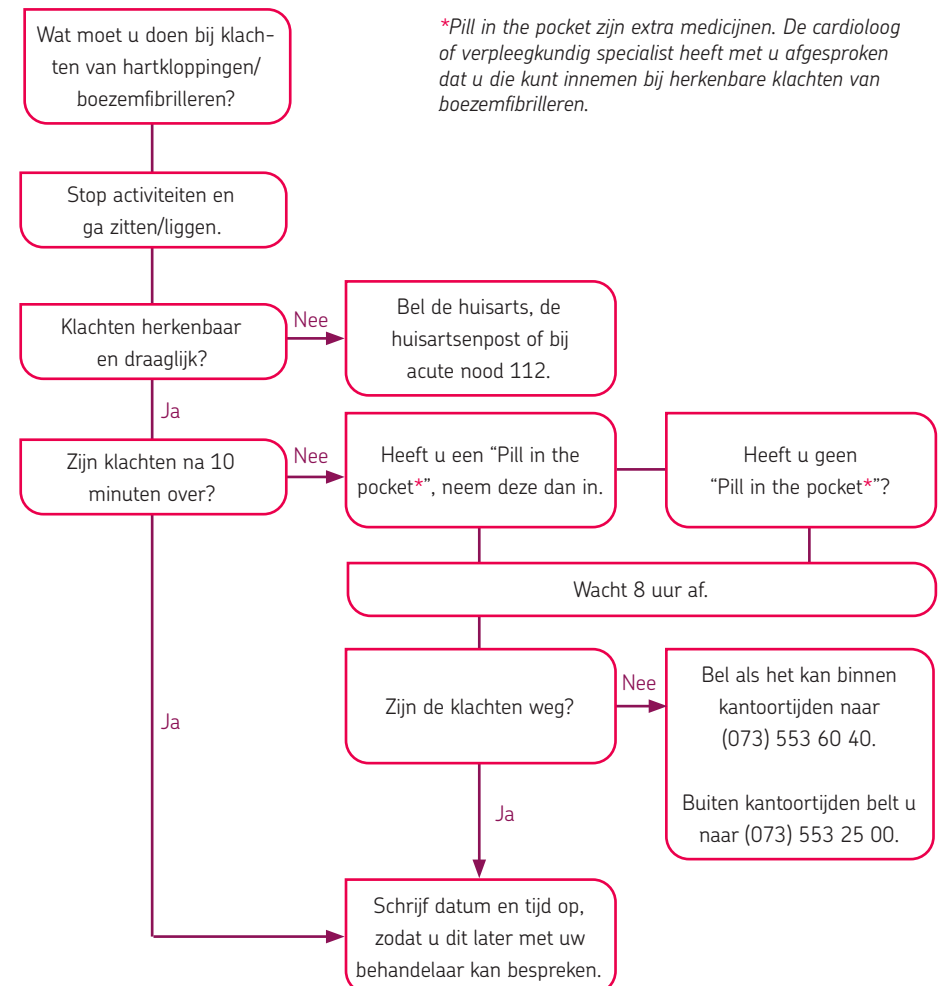 Wat moet u doen bij klach-
ten van hartkloppingen/
boezemfibrilleren?
*Pill in the pocket zijn extra medicijnen. De cardioloog
of verpleegkundig specialist heeft met u afgesproken
dat u die kunt innemen bij herkenbare klachten van
boezemfibrilleren.
Stop activiteiten en
ga zitten/liggen.
Klachten herkenbaar
en draaglijk?
Nee
Bel de huisarts, de
huisartsenpost of bij
acute nood 112.
Ja
Zijn klachten na 10
minuten over?
Nee
Heeft u een “Pill in the
pocket*”, neem deze dan in.
Heeft u geen
“Pill in the pocket*”?
Wacht 8 uur af.
Zijn de klachten weg?
Nee
Bel als het kan binnen
kantoortijden naar
(073) 553 60 40.
Buiten kantoortijden belt u
naar (073) 553 25 00.
Ja
Ja
Schrijf datum en tijd op,
zodat u dit later met uw
behandelaar kan bespreken.